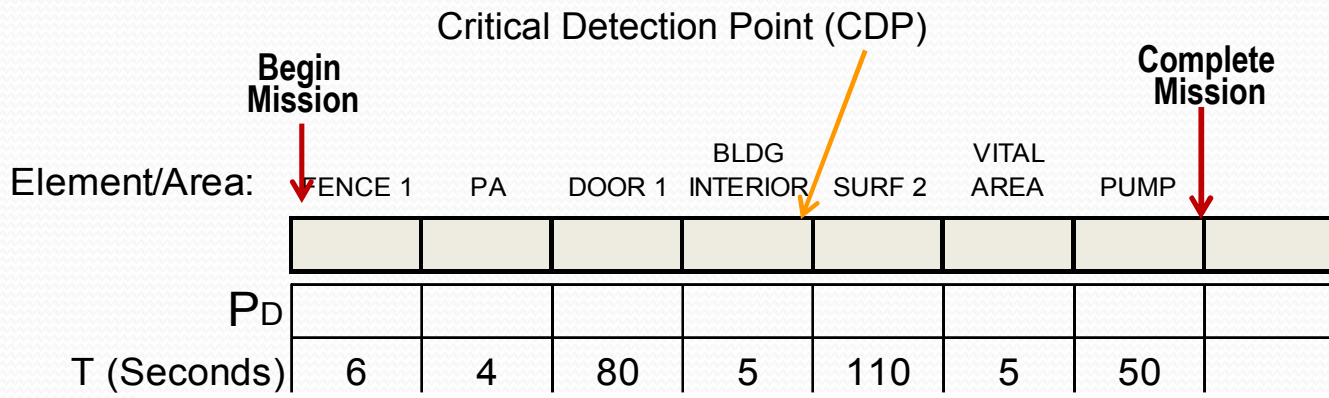 Critical Detection Point (CDP)
Begin
Mission
Complete
Mission
Element/Area:
FENCE 1
PA
DOOR 1
BLDG
INTERIOR
SURF 2
VITAL
AREA
PUMP
PD
T (Seconds) 6 4 80 5 110 5 50